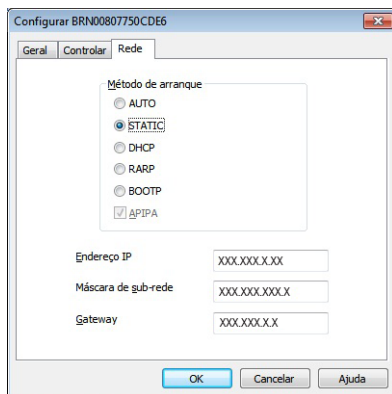 Configurar BRN00807750CDE6
Geral Controlar Rede
Método de arranque
AUTO
STATIC
DHCP
RARP
BOOTP
APIPA
Endereço IP XXX.XXX.X.XX
Máscara de sub-rede XXX.XXX.XXX.X
Gateway XXX.XXX.X.X
OK Cancelar Ajuda